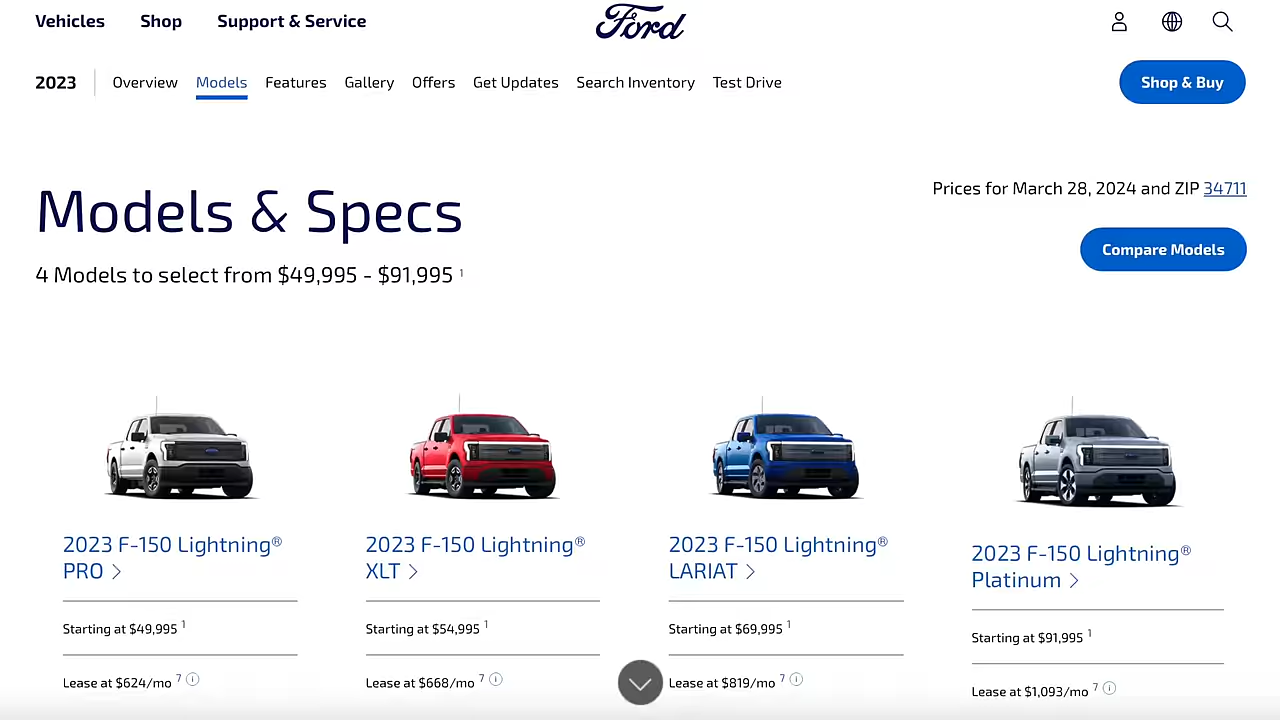 Vehicles Shop Support & Service Ford
2023 Overview Models Features Gallery Offers Get Updates Search Inventory Test Drive Shop & Buy
Models & Specs
Prices for March 28, 2024 and ZIP 34711
4 Models to select from $49,995 - $91,995 1
Compare Models
2023 F-150 Lightning®
PRO
Starting at $49,995 1
Lease at $624/mo 7
2023 F-150 Lightning®
XLT
Starting at $54,995 1
Lease at $668/mo 7
2023 F-150 Lightning®
LARIAT
Starting at $69,995 1
Lease at $819/mo 7
2023 F-150 Lightning®
Platinum
Starting at $91,995 1
Lease at $1,093/mo 7